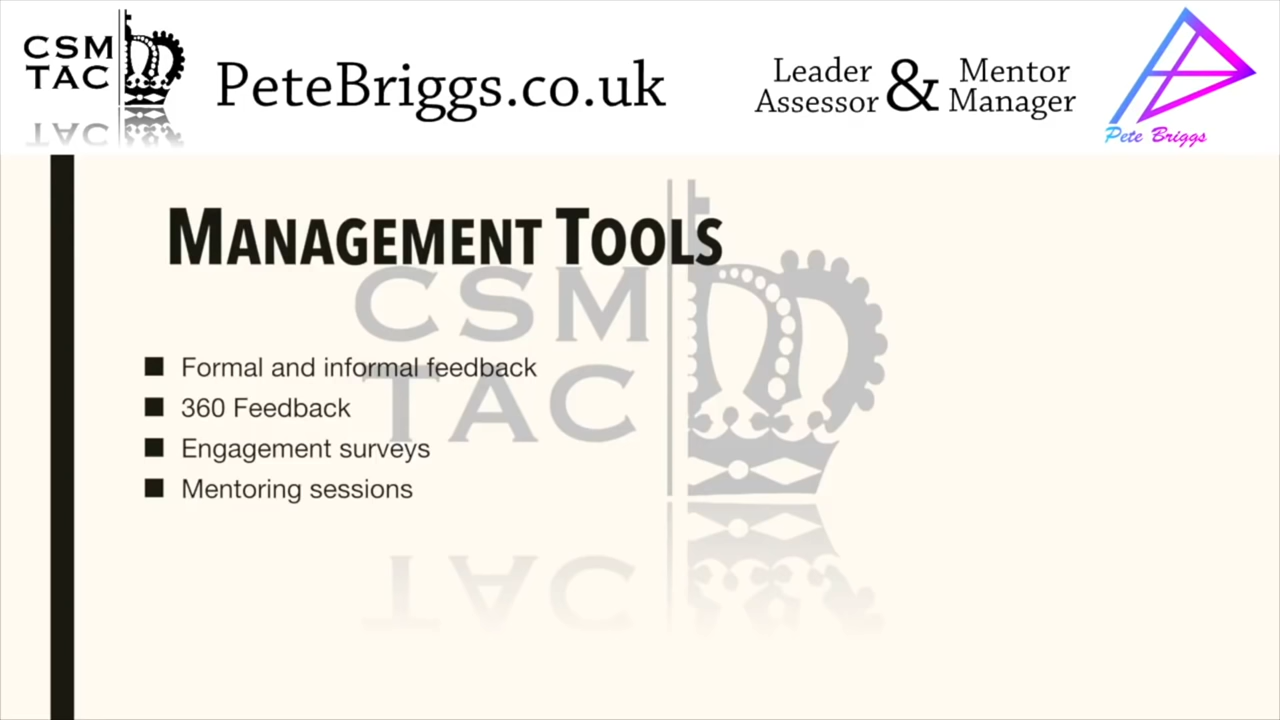 CSM
TAC
PeteBriggs.co.uk
Leader
Assessor
&
Mentor
Manager
Pete Briggs
MANAGEMENT TOOLS
CSM
TAC
Formal and informal feedback
360 Feedback
Engagement surveys
Mentoring sessions